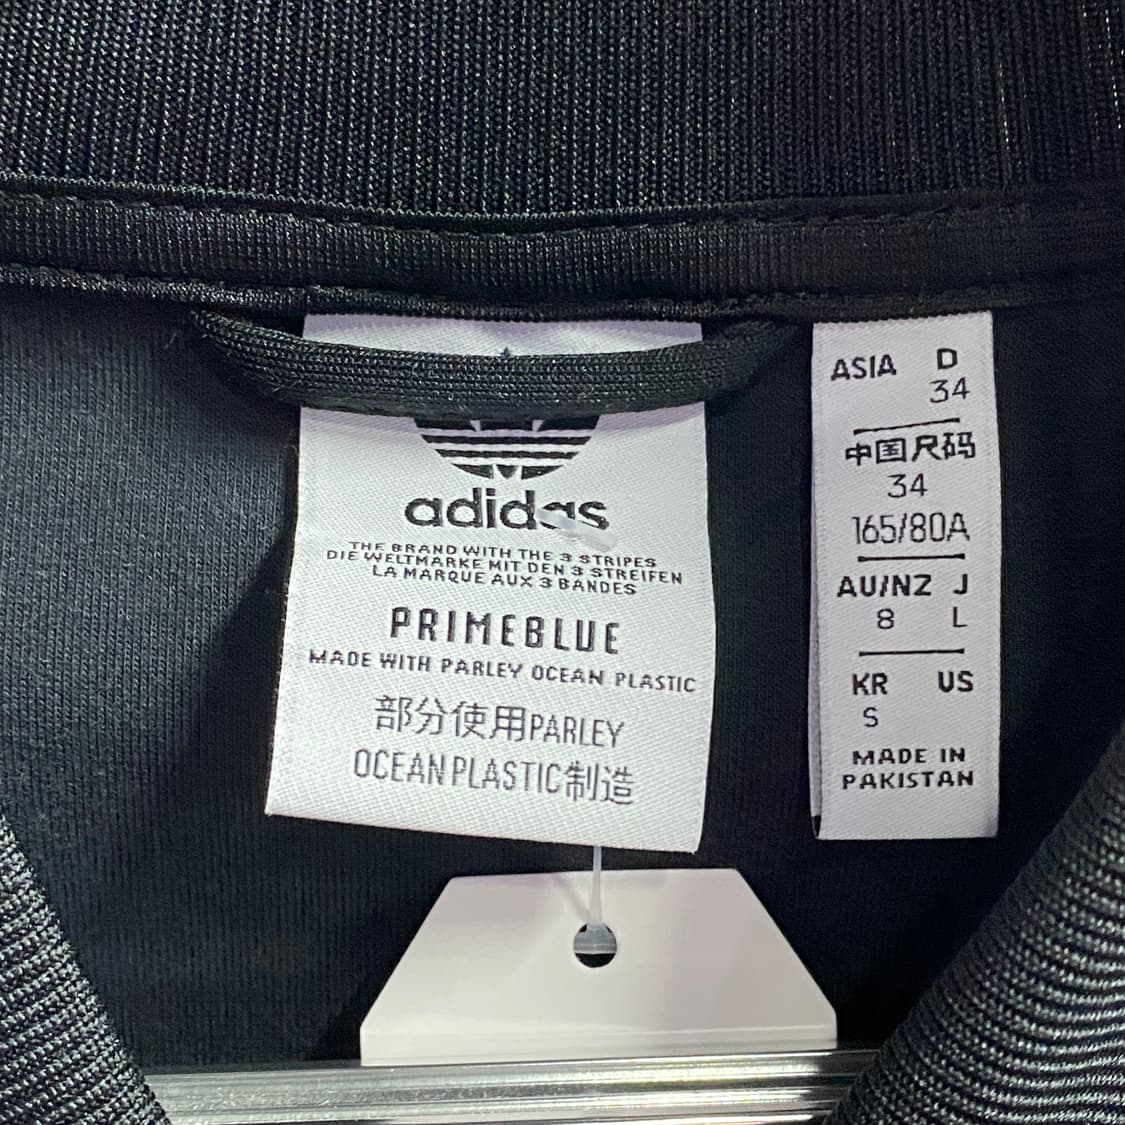 adidas
THE BRAND WITH THE 3 STRIPES
DIE WELTMARKE MIT DEN 3 STREIFEN
LA MARQUE AUX 3 BANDES
PRIMEBLUE
MADE WITH PARLEY OCEAN PLASTIC
部分使用PARLEY
OCEAN PLASTIC制造
ASIA D
34
中国尺码
34
165/80A
AU/NZ J
8 L
KR US
S
MADE IN
PAKISTAN